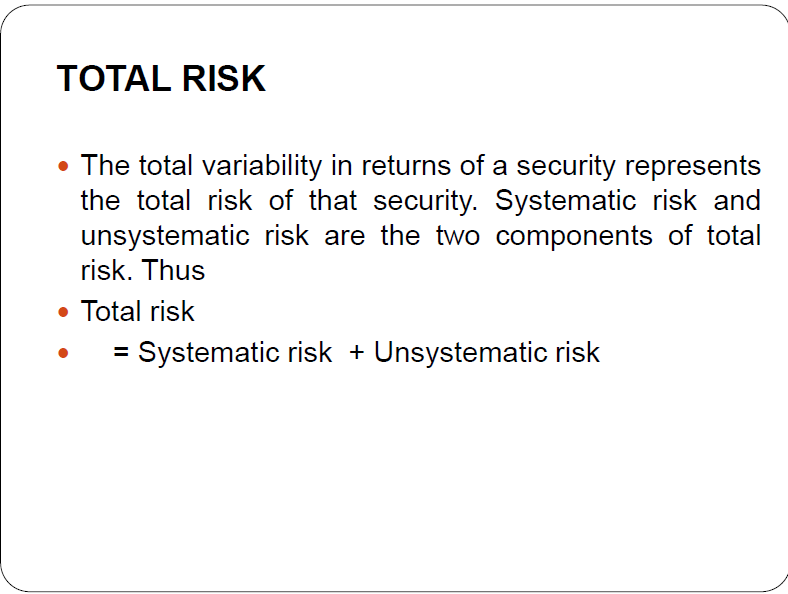 TOTAL RISK
• The total variability in returns of a security represents
the total risk of that security. Systematic risk and
unsystematic risk are the two components of total
risk. Thus
• Total risk
• = Systematic risk + Unsystematic risk